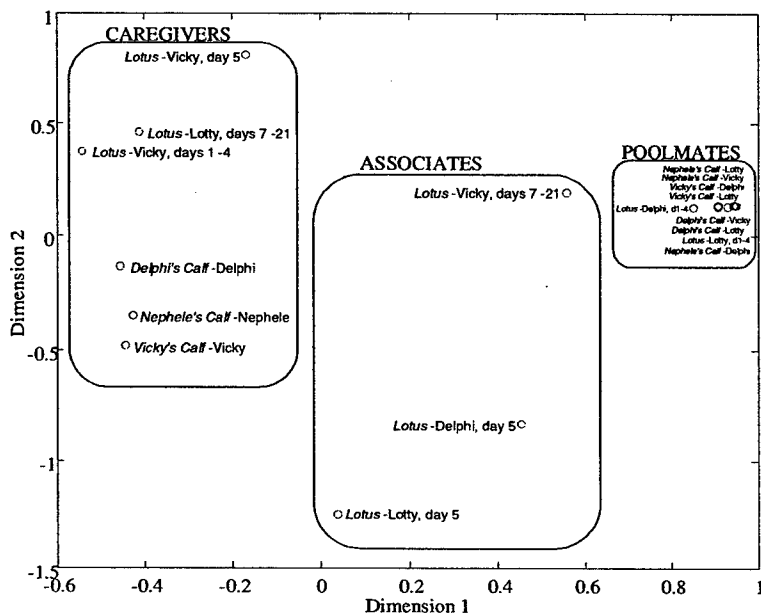 CAREGIVERS
Lotus -Vicky, day 5
Lotus -Lotty, days 7 -21
Lotus -Vicky, days 1 -4
Delphi's Calf -Delphi
Nephele's Calf -Nephele
Vicky's Calf -Vicky
ASSOCIATES
Lotus -Vicky, days 7 -21
Lotus -Delphi, day 5
Lotus -Lotty, day 5
POOLMATES
Nephele's Calf -Lotty
Nephele's Calf -Vicky
Vicky's Calf -Delphi
Vicky's Calf -Lotty
Lotus -Delphi, d1-4
Delphi's Calf -Vicky
Delphi's Calf -Lotty
Lotus -Lotty, d1-4
Nephele's Calf -Delphi
Dimension 2
1
0.5
0
-0.5
-1
-1.5
-0.6 -0.4 -0.2 0 0.2 0.4 0.6 0.8 1
Dimension 1